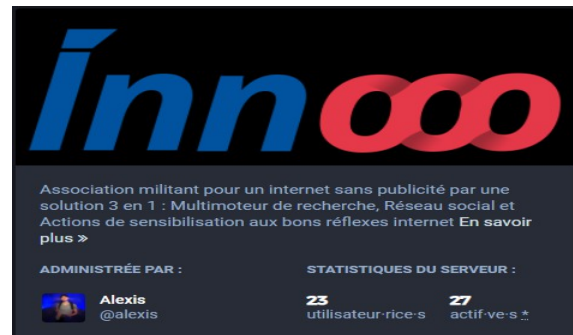 Innooo
Association militant pour un internet sans publicité par une
solution 3 en 1 : Multimoteur de recherche, Réseau social et
Actions de sensibilisation aux bons réflexes internet En savoir
plus »
ADMINISTRÉE PAR :
Alexis
@alexis
STATISTIQUES DU SERVEUR :
23 27
utilisateur·rice·s actif·ve·s *